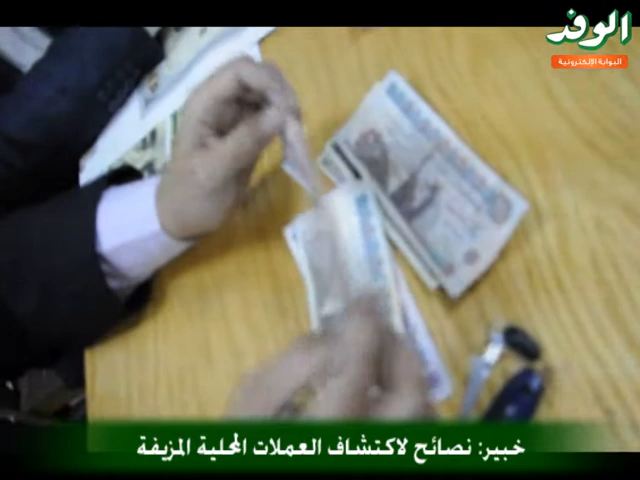 الوفد
البوابة الإلكترونية
خبير: نصائح لاكتشاف العملات المحلية المزيفة